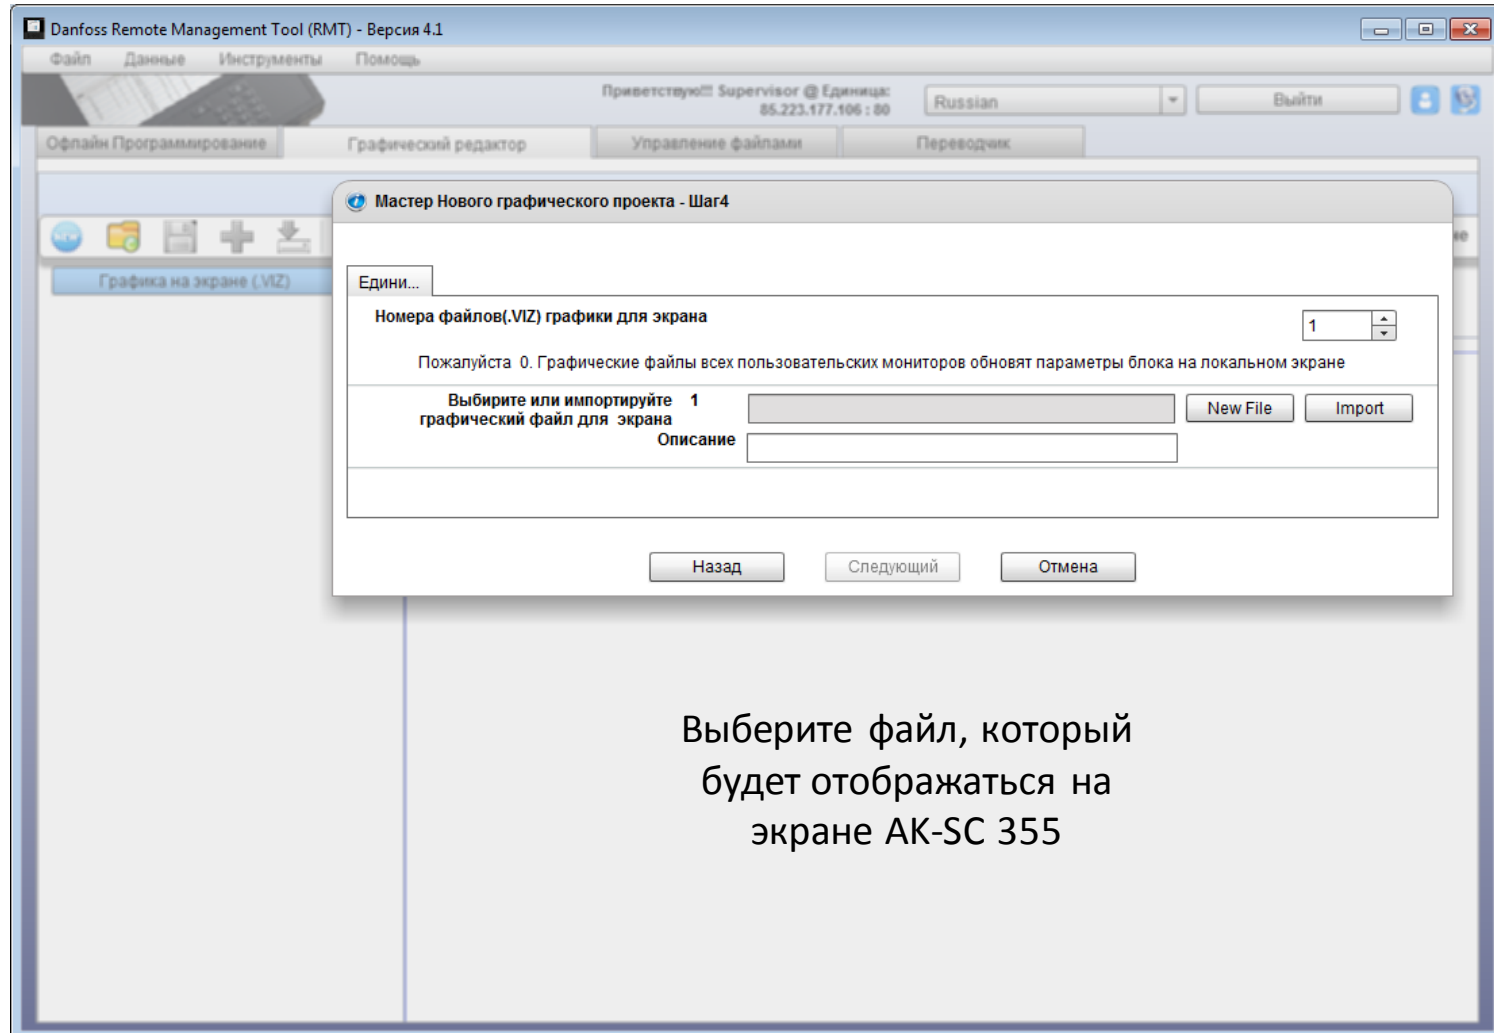 Danfoss Remote Management Tool (RMT) - Версия 4.1
Файл Данные Инструменты Помощь
Приветствую!!! Supervisor @ Единица:
85.223.177.106 : 80
Russian
Выйти
Офлайн Программирование
Графический редактор
Управление файлами
Переводчик
Мастер Нового графического проекта - Шаг4
NEW
ие
Графика на экране (.VIZ)
Едини...
Номера файлов(.VIZ) графики для экрана
1
Пожалуйста 0. Графические файлы всех пользовательских мониторов обновят параметры блока на локальном экране
Выбирите или импортируйте 1
графический файл для экрана
New File
Import
Описание
Назад
Следующий
Отмена
Выберите файл, который
будет отображаться на
экране AK-SC 355